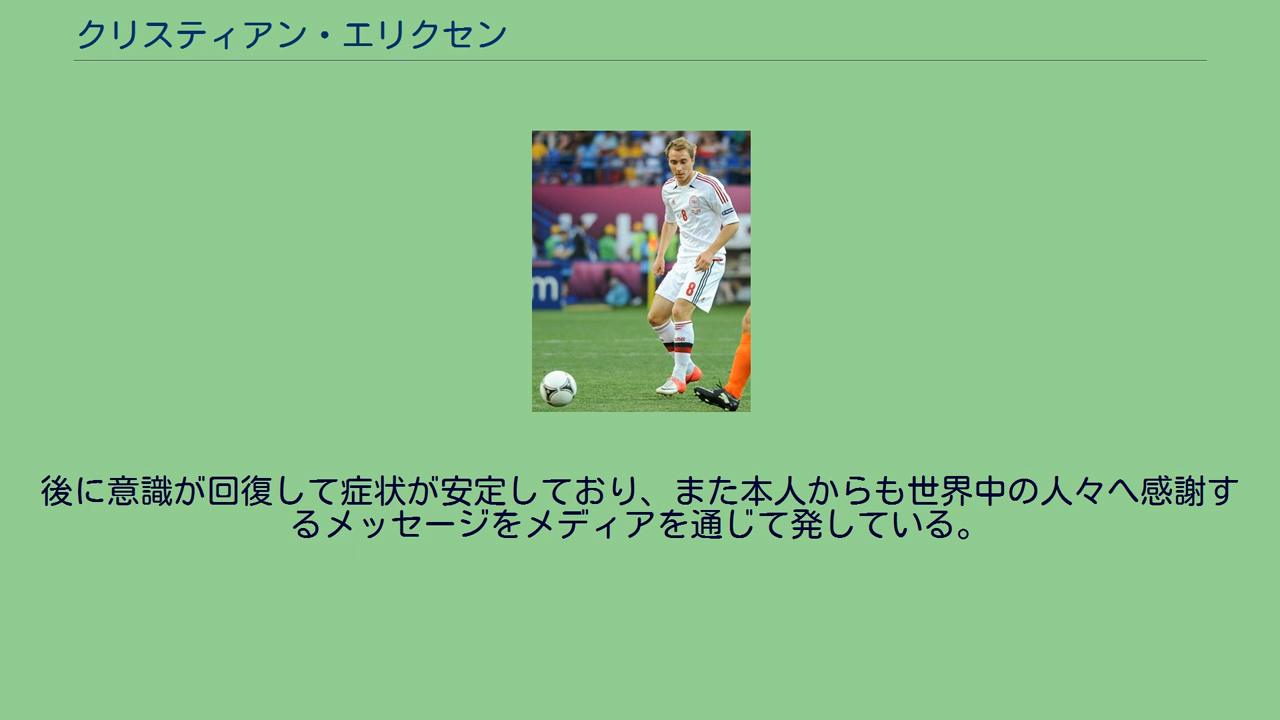 クリスティアン・エリクセン
8
8
m
後に意識が回復して症状が安定しており、また本人からも世界中の人々へ感謝す
るメッセージをメディアを通じて発している。